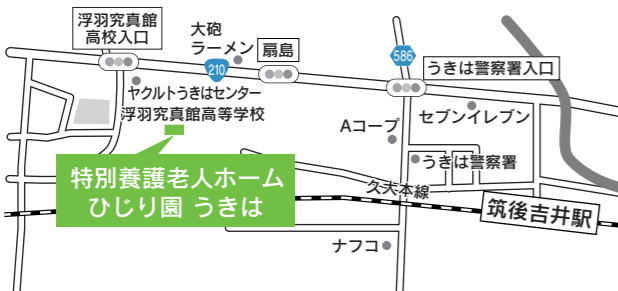 浮羽究真館
高校入口
大砲
ラーメン
210
扇島
586
うきは警察署入口
ヤクルトうきはセンター
浮羽究真館高等学校
Aコープ
セブンイレブン
うきは警察署
特別養護老人ホーム
ひじり園 うきは
久大本線
筑後吉井駅
ナフコ